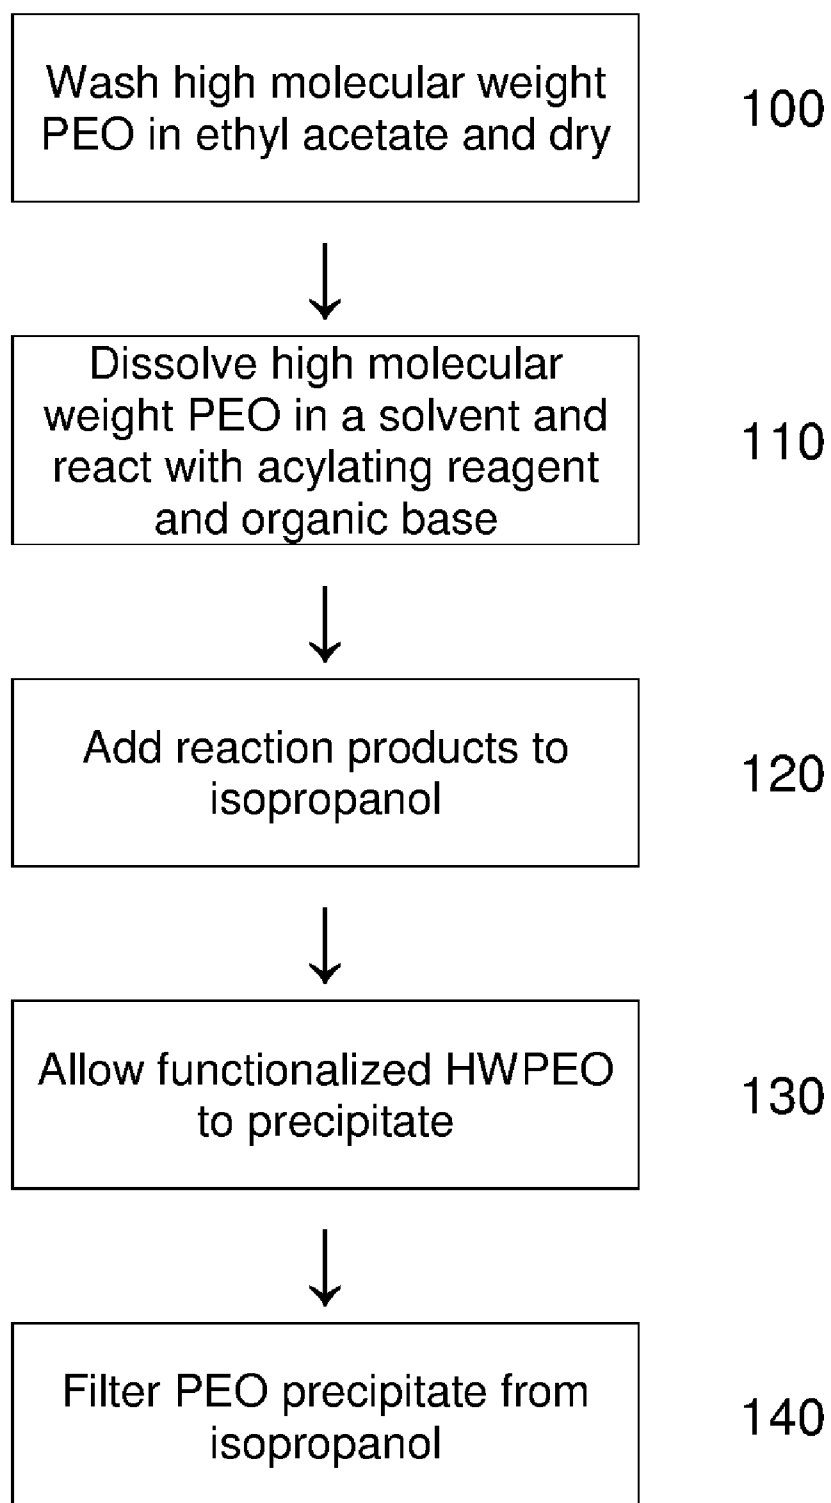 Wash high molecular weight
PEO in ethyl acetate and dry
100
Dissolve high molecular
weight PEO in a solvent and
react with acylating reagent
and organic base
110
Add reaction products to
isopropanol
120
Allow functionalized HWPEO
to precipitate
130
Filter PEO precipitate from
isopropanol
140